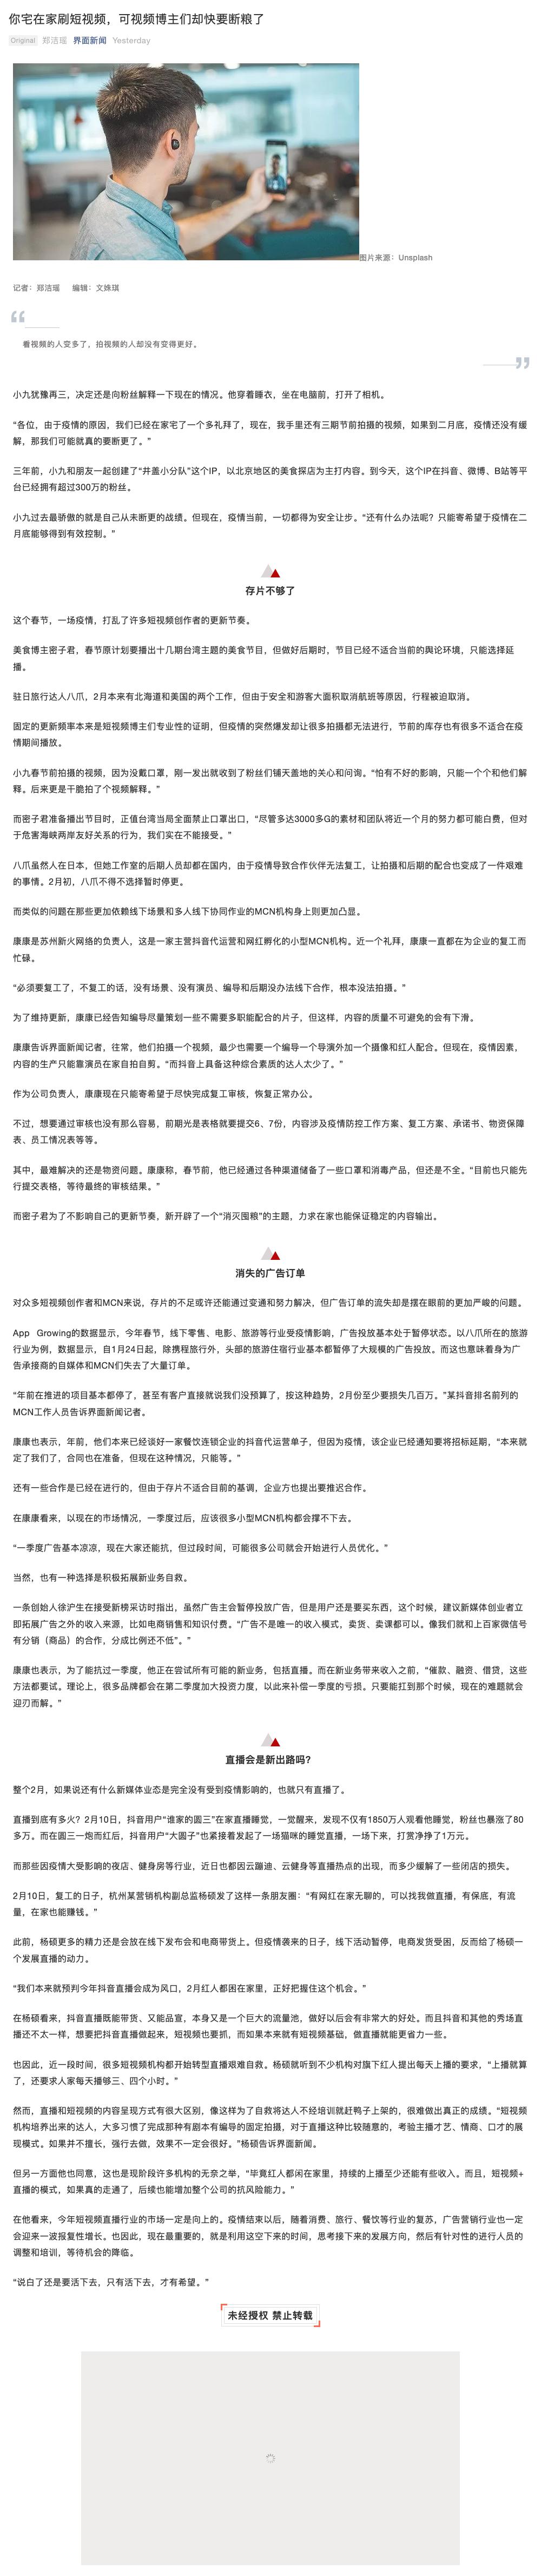 你宅在家刷短视频，可视频博主们却快要断粮了
Original 郑洁瑶 界面新闻 Yesterday
图片来源：Unsplash
记者：郑洁瑶 编辑：文姝琪
“
看视频的人变多了，拍视频的人却没有变得更好。
”
小九犹豫再三，决定还是向粉丝解释一下现在的情况。他穿着睡衣，坐在电脑前，打开了相机。
“各位，由于疫情的原因，我们已经在家宅了一个多礼拜了，现在，我手里还有三期节前拍摄的视频，如果到二月底，疫情还没有缓
解，那我们可能就真的要断更了。”
三年前，小九和朋友一起创建了“井盖小分队”这个IP，以北京地区的美食探店为主打内容。到今天，这个IP在抖音、微博、B站等平
台已经拥有超过300万的粉丝。
小九过去最骄傲的就是自己从未断更的战绩。但现在，疫情当前，一切都得为安全让步。“还有什么办法呢？只能寄希望于疫情在二
月底能够得到有效控制。”
存片不够了
这个春节，一场疫情，打乱了许多短视频创作者的更新节奏。
美食博主密子君，春节原计划要播出十几期台湾主题的美食节目，但做好后期时，节目已经不适合当前的舆论环境，只能选择延
播。
驻日旅行达人八爪，2月本来有北海道和美国的两个工作，但由于安全和游客大面积取消航班等原因，行程被迫取消。
固定的更新频率本来是短视频博主们专业性的证明，但疫情的突然爆发却让很多拍摄都无法进行，节前的库存也有很多不适合在疫
情期间播放。
小九春节前拍摄的视频，因为没戴口罩，刚一发出就收到了粉丝们铺天盖地的关心和问询。“怕有不好的影响，只能一个个和他们解
释。后来更是干脆拍了个视频解释。”
而密子君准备播出节目时，正值台湾当局全面禁止口罩出口，“尽管多达3000多G的素材和团队将近一个月的努力都可能白费，但对
于危害海峡两岸友好关系的行为，我们实在不能接受。”
八爪虽然人在日本，但她工作室的后期人员却都在国内，由于疫情导致合作伙伴无法复工，让拍摄和后期的配合也变成了一件艰难
的事情。2月初，八爪不得不选择暂时停更。
而类似的问题在那些更加依赖线下场景和多人线下协同作业的MCN机构身上则更加凸显。
康康是苏州新火网络的负责人，这是一家主营抖音代运营和网红孵化的小型MCN机构。近一个礼拜，康康一直都在为企业的复工而
忙碌。
“必须要复工了，不复工的话，没有场景、没有演员、编导和后期没办法线下合作，根本没法拍摄。”
为了维持更新，康康已经告知编导尽量策划一些不需要多职能配合的片子，但这样，内容的质量不可避免的会有下滑。
康康告诉界面新闻记者，往常，他们拍摄一个视频，最少也需要一个编导一个导演外加一个摄像和红人配合。但现在，疫情因素，
内容的生产只能靠演员在家自拍自剪。“而抖音上具备这种综合素质的达人太少了。”
作为公司负责人，康康现在只能寄希望于尽快完成复工审核，恢复正常办公。
不过，想要通过审核也没有那么容易，前期光是表格就要提交6、7份，内容涉及疫情防控工作方案、复工方案、承诺书、物资保障
表、员工情况表等等。
其中，最难解决的还是物资问题。康康称，春节前，他已经通过各种渠道储备了一些口罩和消毒产品，但还是不全。“目前也只能先
行提交表格，等待最终的审核结果。”
而密子君为了不影响自己的更新节奏，新开辟了一个“消灭囤粮”的主题，力求在家也能保证稳定的内容输出。
消失的广告订单
对众多短视频创作者和MCN来说，存片的不足或许还能通过变通和努力解决，但广告订单的流失却是摆在眼前的更加严峻的问题。
App Growing的数据显示，今年春节，线下零售、电影、旅游等行业受疫情影响，广告投放基本处于暂停状态。以八爪所在的旅游
行业为例，数据显示，自1月24日起，除携程旅行外，头部的旅游住宿行业基本都暂停了大规模的广告投放。而这也意味着身为广
告承接商的自媒体和MCN们失去了大量订单。
“年前在推进的项目基本都停了，甚至有客户直接就说我们没预算了，按这种趋势，2月份至少要损失几百万。”某抖音排名前列的
MCN工作人员告诉界面新闻记者。
康康也表示，年前，他们本来已经谈好一家餐饮连锁企业的抖音代运营单子，但因为疫情，该企业已经通知要将招标延期，“本来就
定了我们了，合同也在准备，但现在这种情况，只能等。”
还有一些合作是已经在进行的，但由于存片不适合目前的基调，企业方也提出要推迟合作。
在康康看来，以现在的市场情况，一季度过后，应该很多小型MCN机构都会撑不下去。
“一季度广告基本凉凉，现在大家还能抗，但过段时间，可能很多公司就会开始进行人员优化。”
当然，也有一种选择是积极拓展新业务自救。
一条创始人徐沪生在接受新榜采访时指出，虽然广告主会暂停投放广告，但是用户还是要买东西，这个时候，建议新媒体创业者立
即拓展广告之外的收入来源，比如电商销售和知识付费。“广告不是唯一的收入模式，卖货、卖课都可以。像我们就和上百家微信号
有分销（商品）的合作，分成比例还不低”。”
康康也表示，为了能抗过一季度，他正在尝试所有可能的新业务，包括直播。而在新业务带来收入之前，“催款、融资、借贷，这些
方法都要试。理论上，很多品牌都会在第二季度加大投资力度，以此来补偿一季度的亏损。只要能扛到那个时候，现在的难题就会
迎刃而解。”
直播会是新出路吗？
整个2月，如果说还有什么新媒体业态是完全没有受到疫情影响的，也就只有直播了。
直播到底有多火？2月10日，抖音用户“谁家的圆三”在家直播睡觉，一觉醒来，发现不仅有1850万人观看他睡觉，粉丝也暴涨了80
多万。而在圆三一炮而红后，抖音用户“大圆子”也紧接着发起了一场猫咪的睡觉直播，一场下来，打赏净挣了1万元。
而那些因疫情大受影响的夜店、健身房等行业，近日也都因云蹦迪、云健身等直播热点的出现，而多少缓解了一些闭店的损失。
2月10日，复工的日子，杭州某营销机构副总监杨硕发了这样一条朋友圈：“有网红在家无聊的，可以找我做直播，有保底，有流
量，在家也能赚钱。”
此前，杨硕更多的精力还是会放在线下发布会和电商带货上。但疫情袭来的日子，线下活动暂停，电商发货受困，反而给了杨硕一
个发展直播的动力。
“我们本来就预判今年抖音直播会成为风口，2月红人都困在家里，正好把握住这个机会。”
在杨硕看来，抖音直播既能带货、又能品宣，本身又是一个巨大的流量池，做好以后会有非常大的好处。而且抖音和其他的秀场直
播还不太一样，想要把抖音直播做起来，短视频也要抓，而如果本来就有短视频基础，做直播就能更省力一些。
也因此，近一段时间，很多短视频机构都开始转型直播艰难自救。杨硕就听到不少机构对旗下红人提出每天上播的要求，“上播就算
了，还要求人家每天播够三、四个小时。”
然而，直播和短视频的内容呈现方式有很大区别，像这样为了自救将达人不经培训就赶鸭子上架的，很难做出真正的成绩。“短视频
机构培养出来的达人，大多习惯了完成那种有剧本有编导的固定拍摄，对于直播这种比较随意的，考验主播才艺、情商、口才的展
现模式。如果并不擅长，强行去做，效果不一定会很好。”杨硕告诉界面新闻。
但另一方面他也同意，这也是现阶段许多机构的无奈之举，“毕竟红人都闲在家里，持续的上播至少还能有些收入。而且，短视频+
直播的模式，如果真的走通了，后续也能增加整个公司的抗风险能力。”
在他看来，今年短视频直播行业的市场一定是向上的。疫情结束以后，随着消费、旅行、餐饮等行业的复苏，广告营销行业也一定
会迎来一波报复性增长。也因此，现在最重要的，就是利用这空下来的时间，思考接下来的发展方向，然后有针对性的进行人员的
调整和培训，等待机会的降临。
“说白了还是要活下去，只有活下去，才有希望。”
未经授权 禁止转载